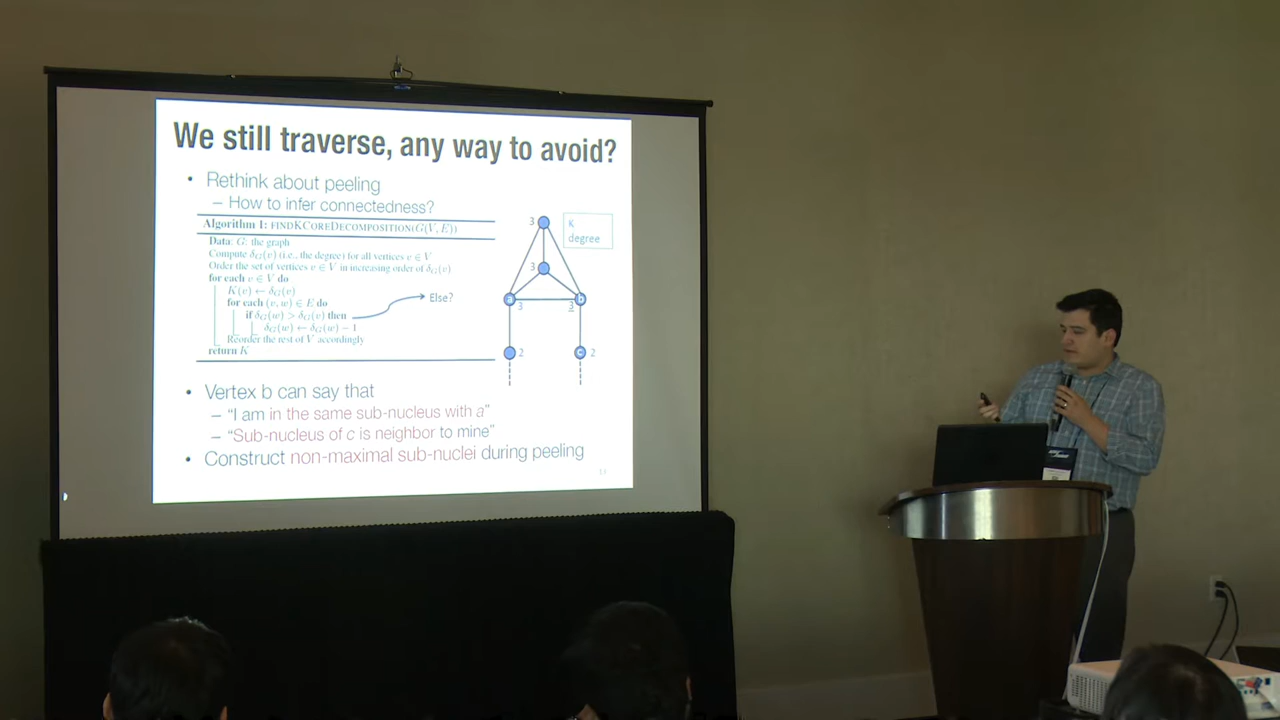 We still traverse, any way to avoid?
• Rethink about peeling
– How to infer connectedness?
Algorithm 1: FINDKCOREDECOMPOSITION(G(V, E))
Data: G: the graph
Compute δG(v) (i.e., the degree) for all vertices v ∈ V
Order the set of vertices v ∈ V in increasing order of δG(v)
for each v ∈ V do
K(v) ← δG(v)
for each (v, w) ∈ E do
if δG(w) > δG(v) then
δG(w) ← δG(w) − 1
Reorder the rest of V accordingly
return K
Else?
K
degree
3
3
a
3
b
3
2
c
2
• Vertex b can say that
– “I am in the same sub-nucleus with a”
– “Sub-nucleus of c is neighbor to mine”
• Construct non-maximal sub-nuclei during peeling